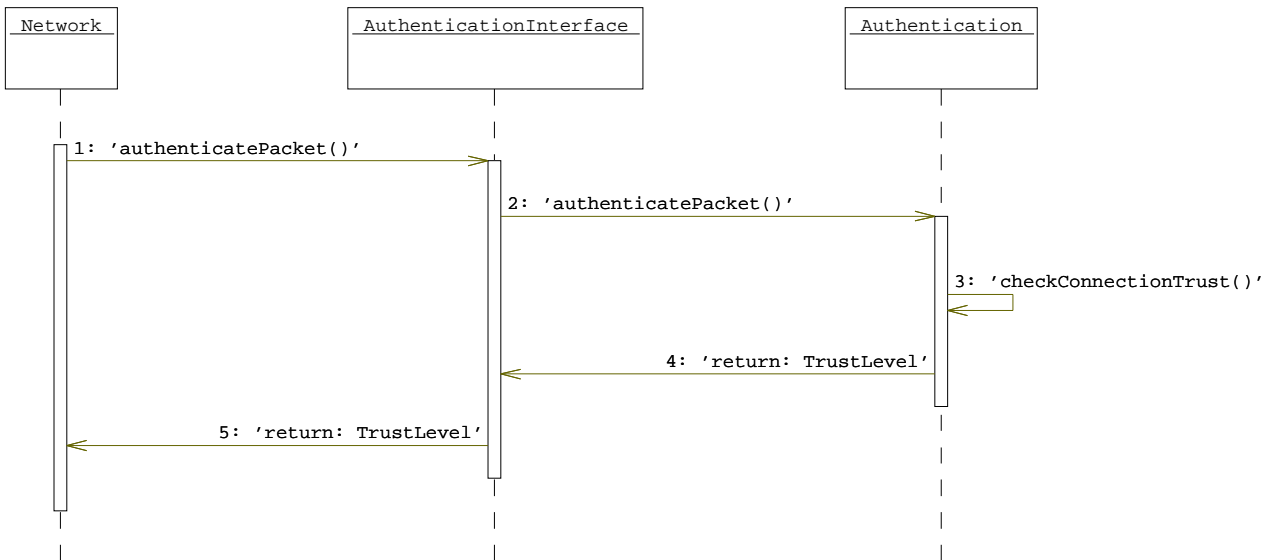 Network
AuthenticationInterface
Authentication
1: ’authenticatePacket()’
2: ’authenticatePacket()’
3: ’checkConnectionTrust()’
4: ’return: TrustLevel’
5: ’return: TrustLevel’